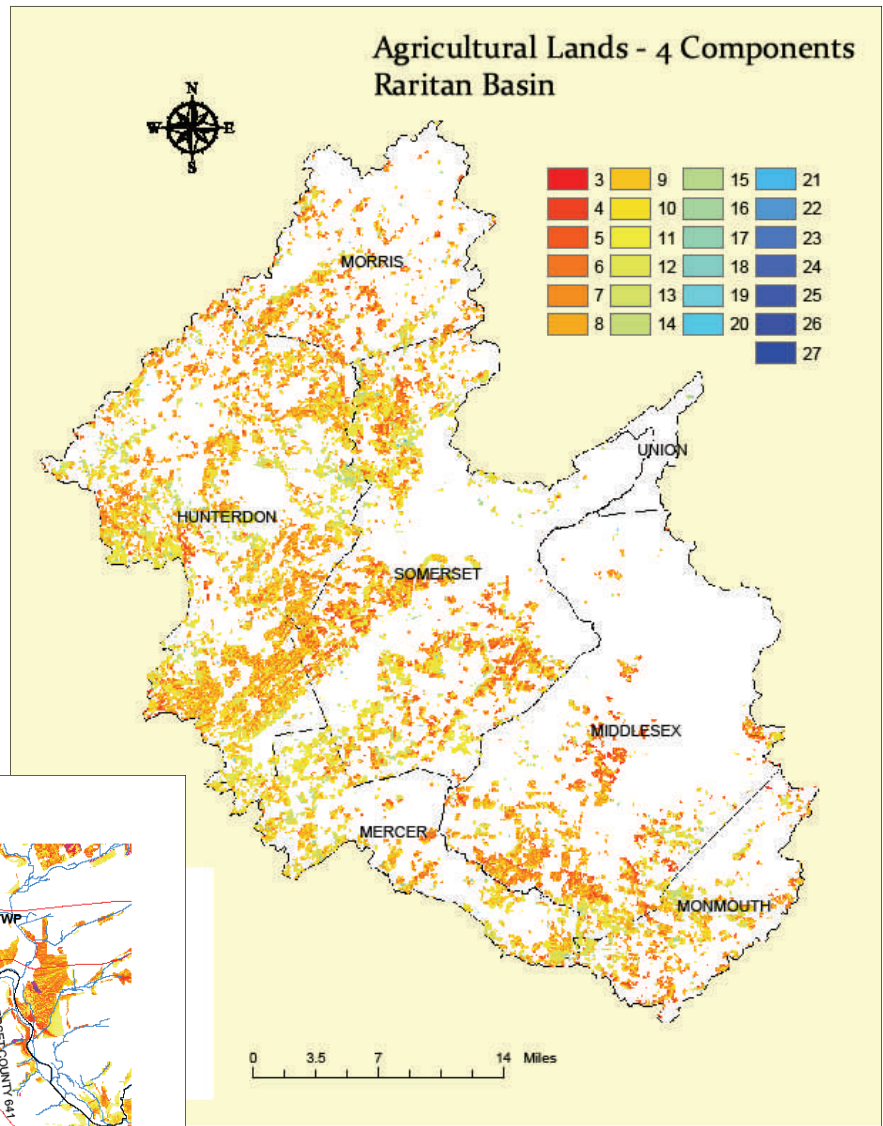 Agricultural Lands - 4 Components
Raritan Basin
N
W E
S
3 9 15 21
4 10 16 22
5 11 17 23
6 12 18 24
7 13 19 25
8 14 20 26
27
MORRIS
UNION
HUNTERDON
SOMERSET
MIDDLESEX
MERCER
MONMOUTH
WP
COUNTY 641
0 3.5 7 14 Miles